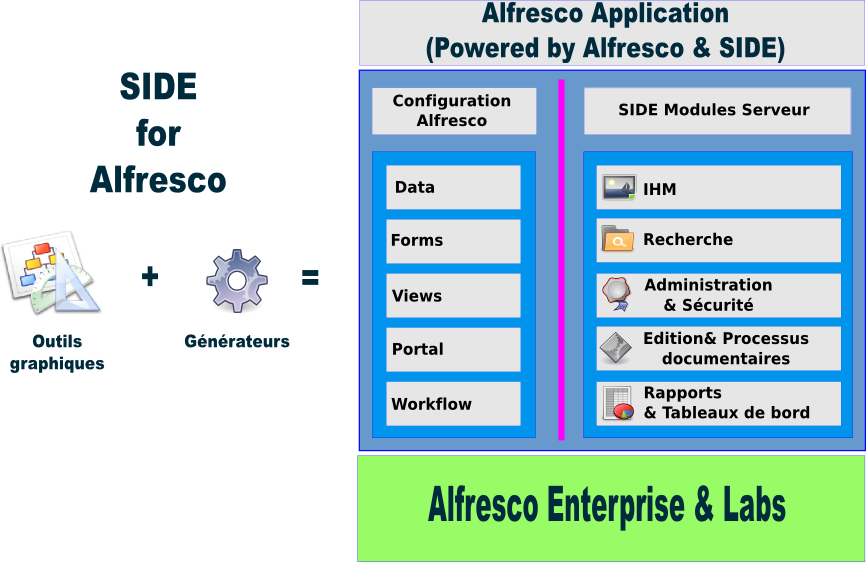 SIDE
for
Alfresco
+
=
Outils
graphiques
Générateurs
Alfresco Application
(Powered by Alfresco & SIDE)
Configuration
Alfresco
Data
Forms
Views
Portal
Workflow
SIDE Modules Serveur
IHM
Recherche
Administration
& Sécurité
Edition& Processus
documentaires
Rapports
& Tableaux de bord
Alfresco Enterprise & Labs